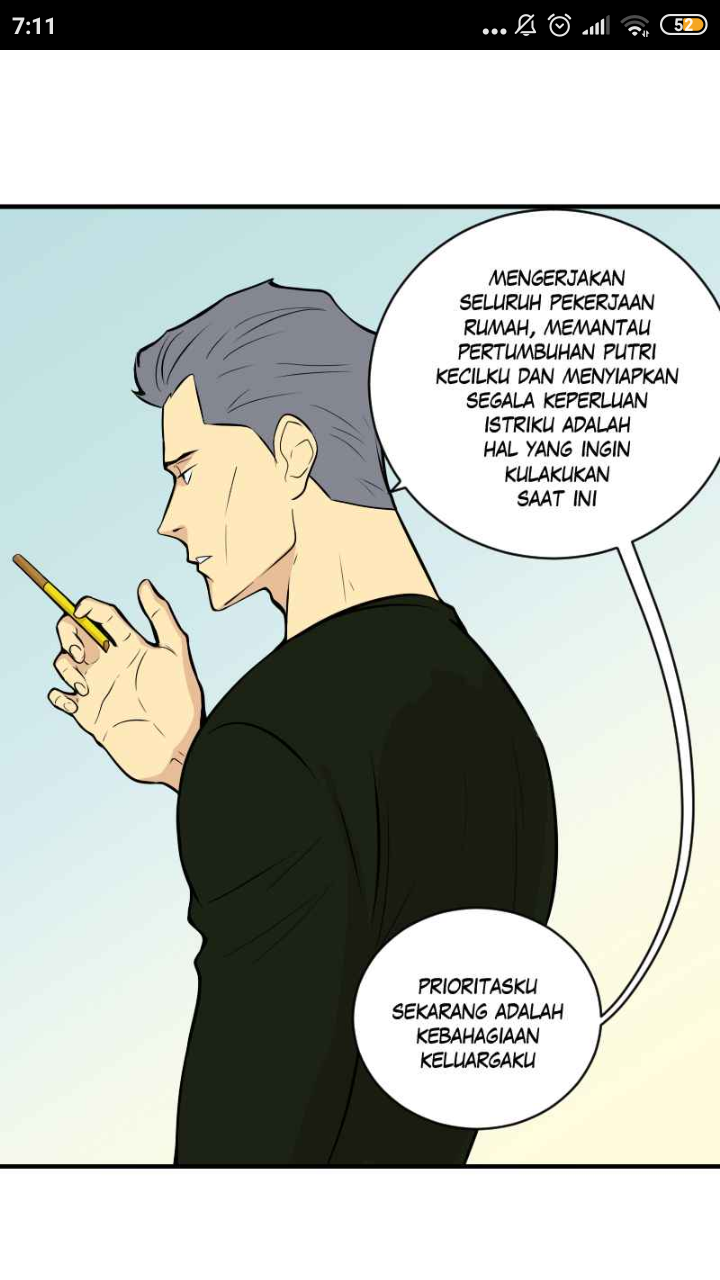 7:11
52
MENGERJAKAN
SELURUH PEKERJAAN
RUMAH, MEMANTAU
PERTUMBUHAN PUTRI
KECILKU DAN MENYIAPKAN
SEGALA KEPERLUAN
ISTRIKU ADALAH
HAL YANG INGIN
KULAKUKAN
SAAT INI
PRIORITASKU
SEKARANG ADALAH
KEBAHAGIAAN
KELUARGAKU